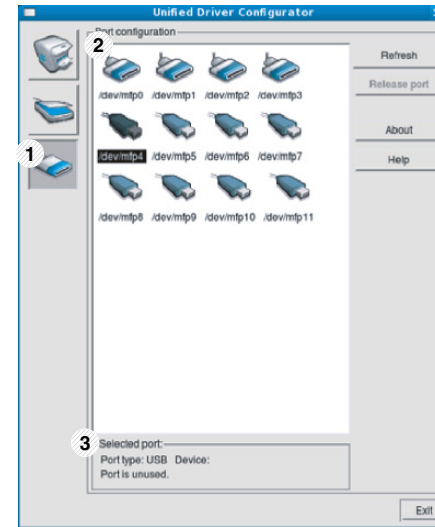 Unified Driver Configurator
Port configuration
2
/dev/mfp0 /dev/mfp1 /dev/mfp2 /dev/mfp3
/dev/mfp4 /dev/mfp5 /dev/mfp6 /dev/mfp7
/dev/mfp8 /dev/mfp9 /dev/mfp10 /dev/mfp11
Refresh
Release port
About
Help
1
3
Selected port:
Port type: USB Device:
Port is unused.
Exit